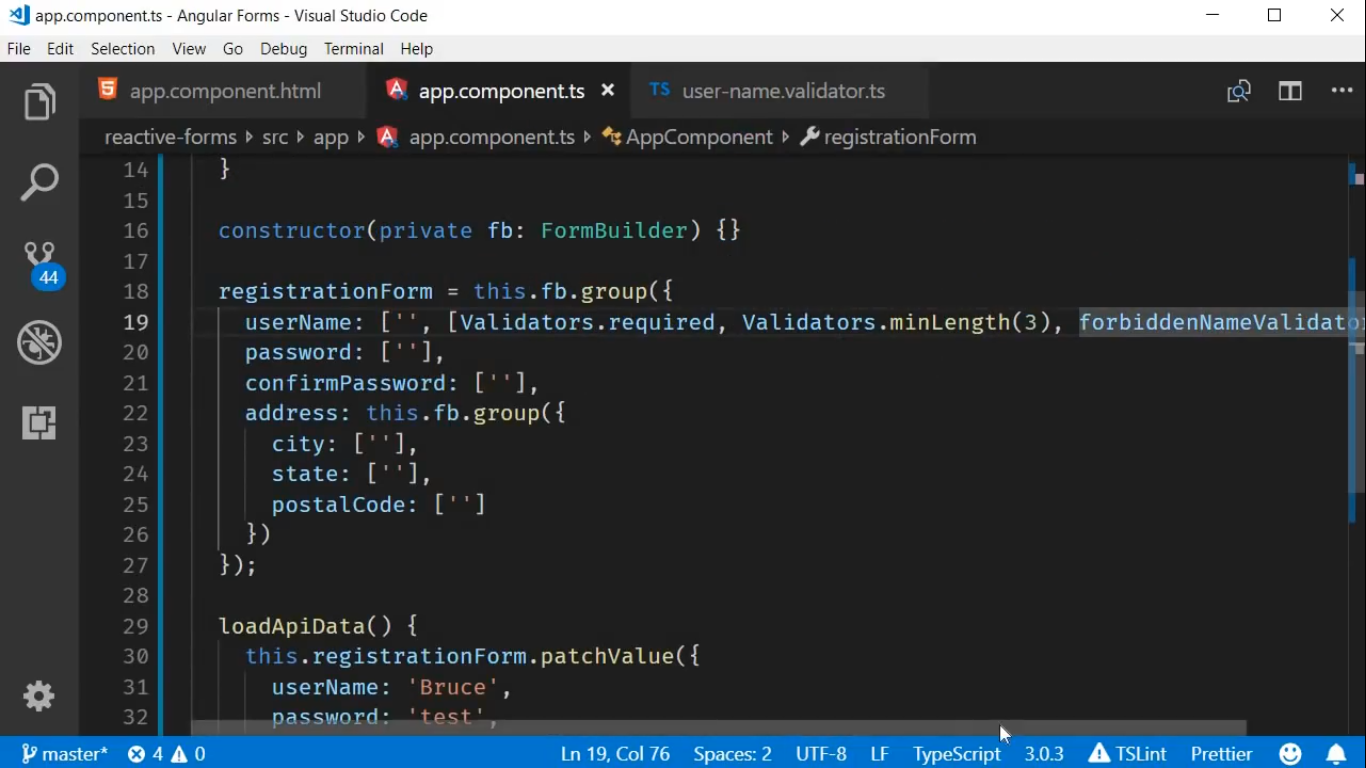 app.component.ts - Angular Forms - Visual Studio Code
File Edit Selection View Go Debug Terminal Help
app.component.html app.component.ts TS user-name.validator.ts
reactive-forms src app app.component.ts AppComponent registrationForm
14 }
15
16 constructor(private fb: FormBuilder) {}
17
18 registrationForm = this.fb.group({
19 userName: ['', [Validators.required, Validators.minLength(3), forbiddenNameValidator
20 password: [''],
21 confirmPassword: [''],
22 address: this.fb.group({
23 city: [''],
24 state: [''],
25 postalCode: ['']
26 })
27 });
28
29 loadApiData() {
30 this.registrationForm.patchValue({
31 userName: 'Bruce',
32 password: 'test',
44
master* 4 0 Ln 19, Col 76 Spaces: 2 UTF-8 LF TypeScript 3.0.3 TSLint Prettier